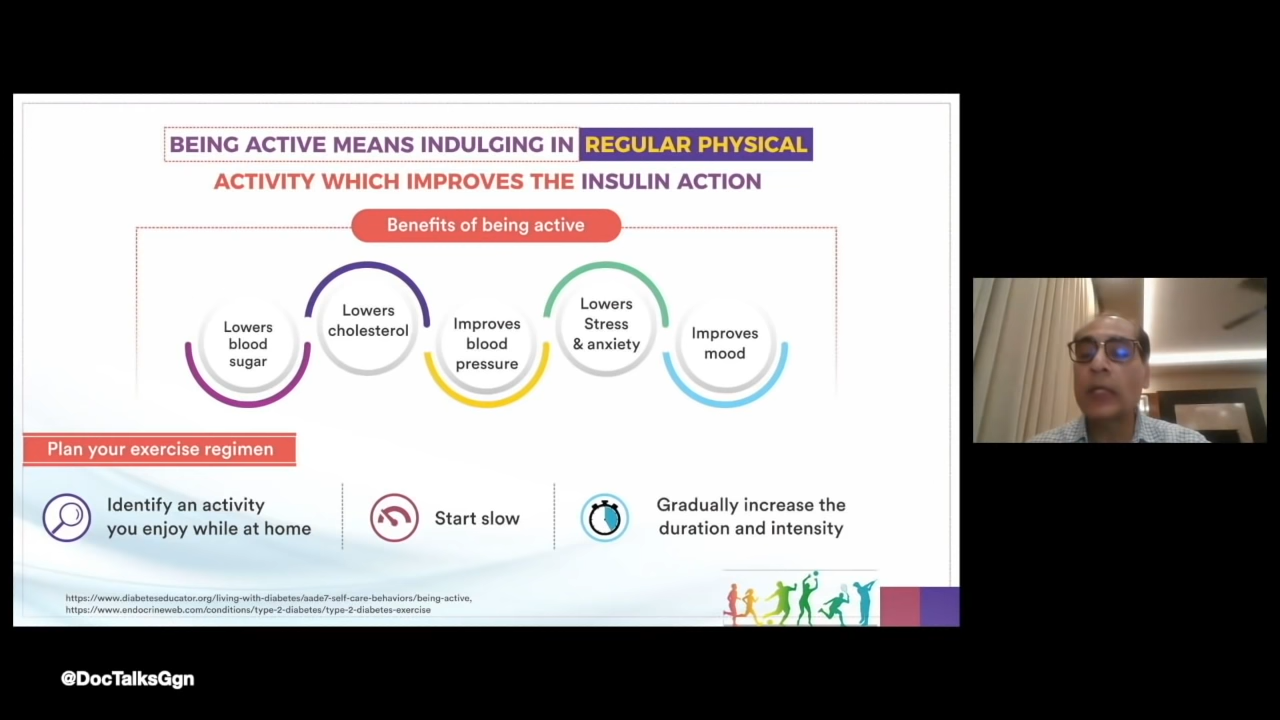 BEING ACTIVE MEANS INDULGING IN REGULAR PHYSICAL
ACTIVITY WHICH IMPROVES THE INSULIN ACTION
Benefits of being active
Lowers
blood
sugar
Lowers
cholesterol
Improves
blood
pressure
Lowers
Stress
& anxiety
Improves
mood
Plan your exercise regimen
Identify an activity
you enjoy while at home
Start slow
Gradually increase the
duration and intensity
https://www.diabeteseducator.org/living-with-diabetes/aade7-self-care-behaviors/being-active,
https://www.endocrineweb.com/conditions/type-2-diabetes/type-2-diabetes-exercise
@DocTalksGgn